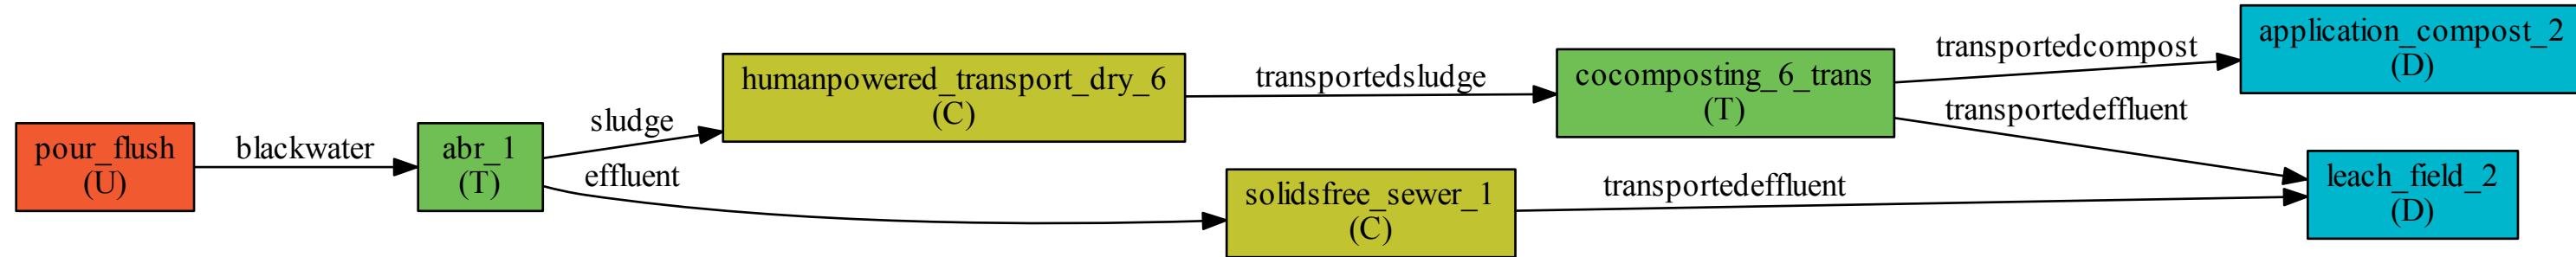 pour_flush
(U)
blackwater
abr_1
(T)
sludge
effluent
humanpowered_transport_dry_6
(C)
solidsfree_sewer_1
(C)
transportedsludge
transportedeffluent
cocomposting_6_trans
(T)
transportedcompost
transportedeffluent
application_compost_2
(D)
leach_field_2
(D)